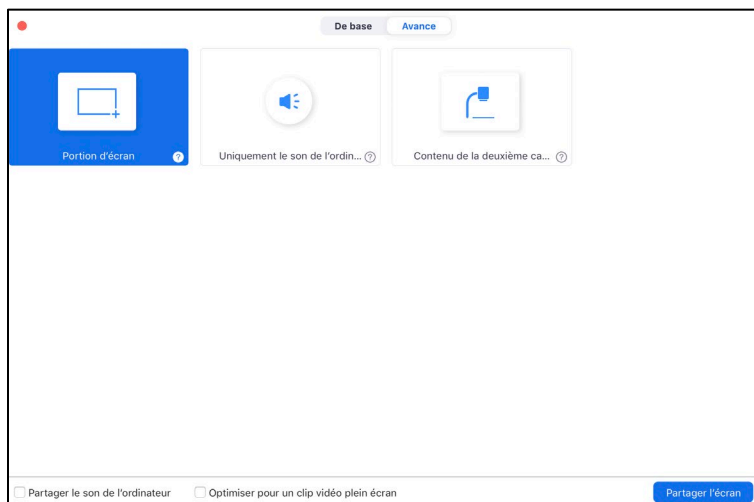 De base
Avance
Portion d'écran
Uniquement le son de l'ordin...
Contenu de la deuxième ca...
Partager le son de l'ordinateur
Optimiser pour un clip vidéo plein écran
Partager l'écran